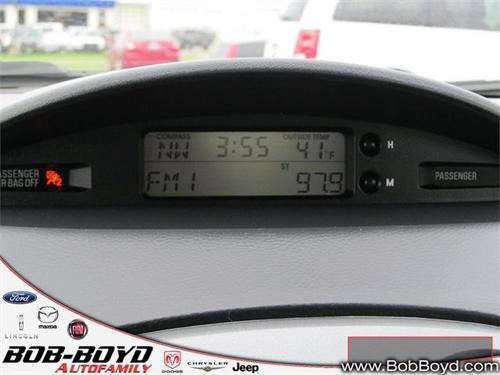 COMPASS OUTSIDE TEMP
NW 3:55 41°F
H
ST
FM1 97.9
M
PASSENGER
AIR BAG OFF
PASSENGER
Ford
LINCOLN
mazda
FIAT
BOB-BOYD
AUTOFAMILY
DODGE
CHRYSLER
Jeep
www.BobBoyd.com